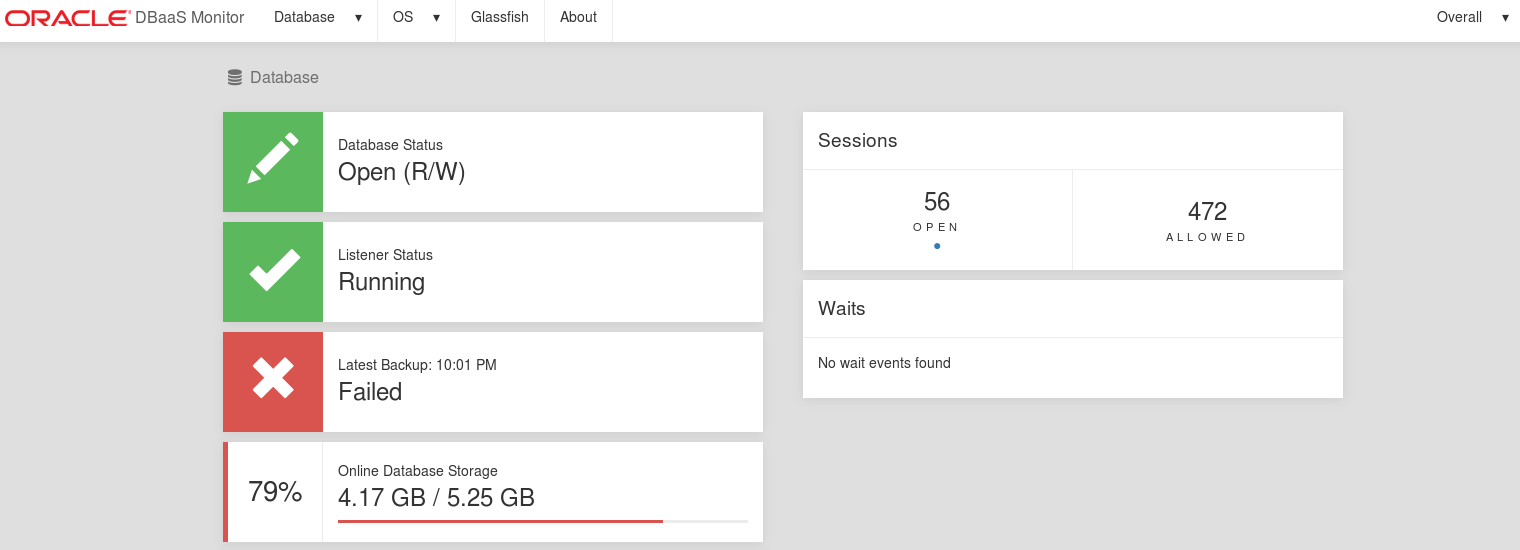 ORACLE® DBaaS Monitor Database ▾ OS ▾ Glassfish About Overall ▾
Database
Database Status
Open (R/W)
Listener Status
Running
Latest Backup: 10:01 PM
Failed
79%
Online Database Storage
4.17 GB / 5.25 GB
Sessions
56
OPEN
472
ALLOWED
Waits
No wait events found